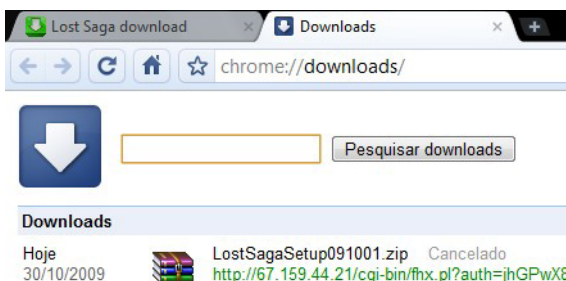 Lost Saga download
Downloads
chrome://downloads/
Pesquisar downloads
Downloads
Hoje
LostSagaSetup091001.zip Cancelado
30/10/2009
http://67.159.44.21/cgi-bin/fhx.pl?auth=jhGPwX8